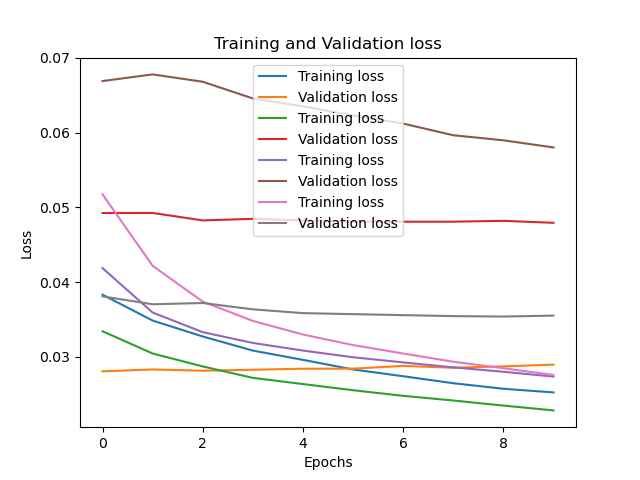 Training and Validation loss
0.07
0.06
0.05
0.04
0.03
Loss
Training loss
Validation loss
Training loss
Validation loss
Training loss
Validation loss
Training loss
Validation loss
0 2 4 6 8
Epochs